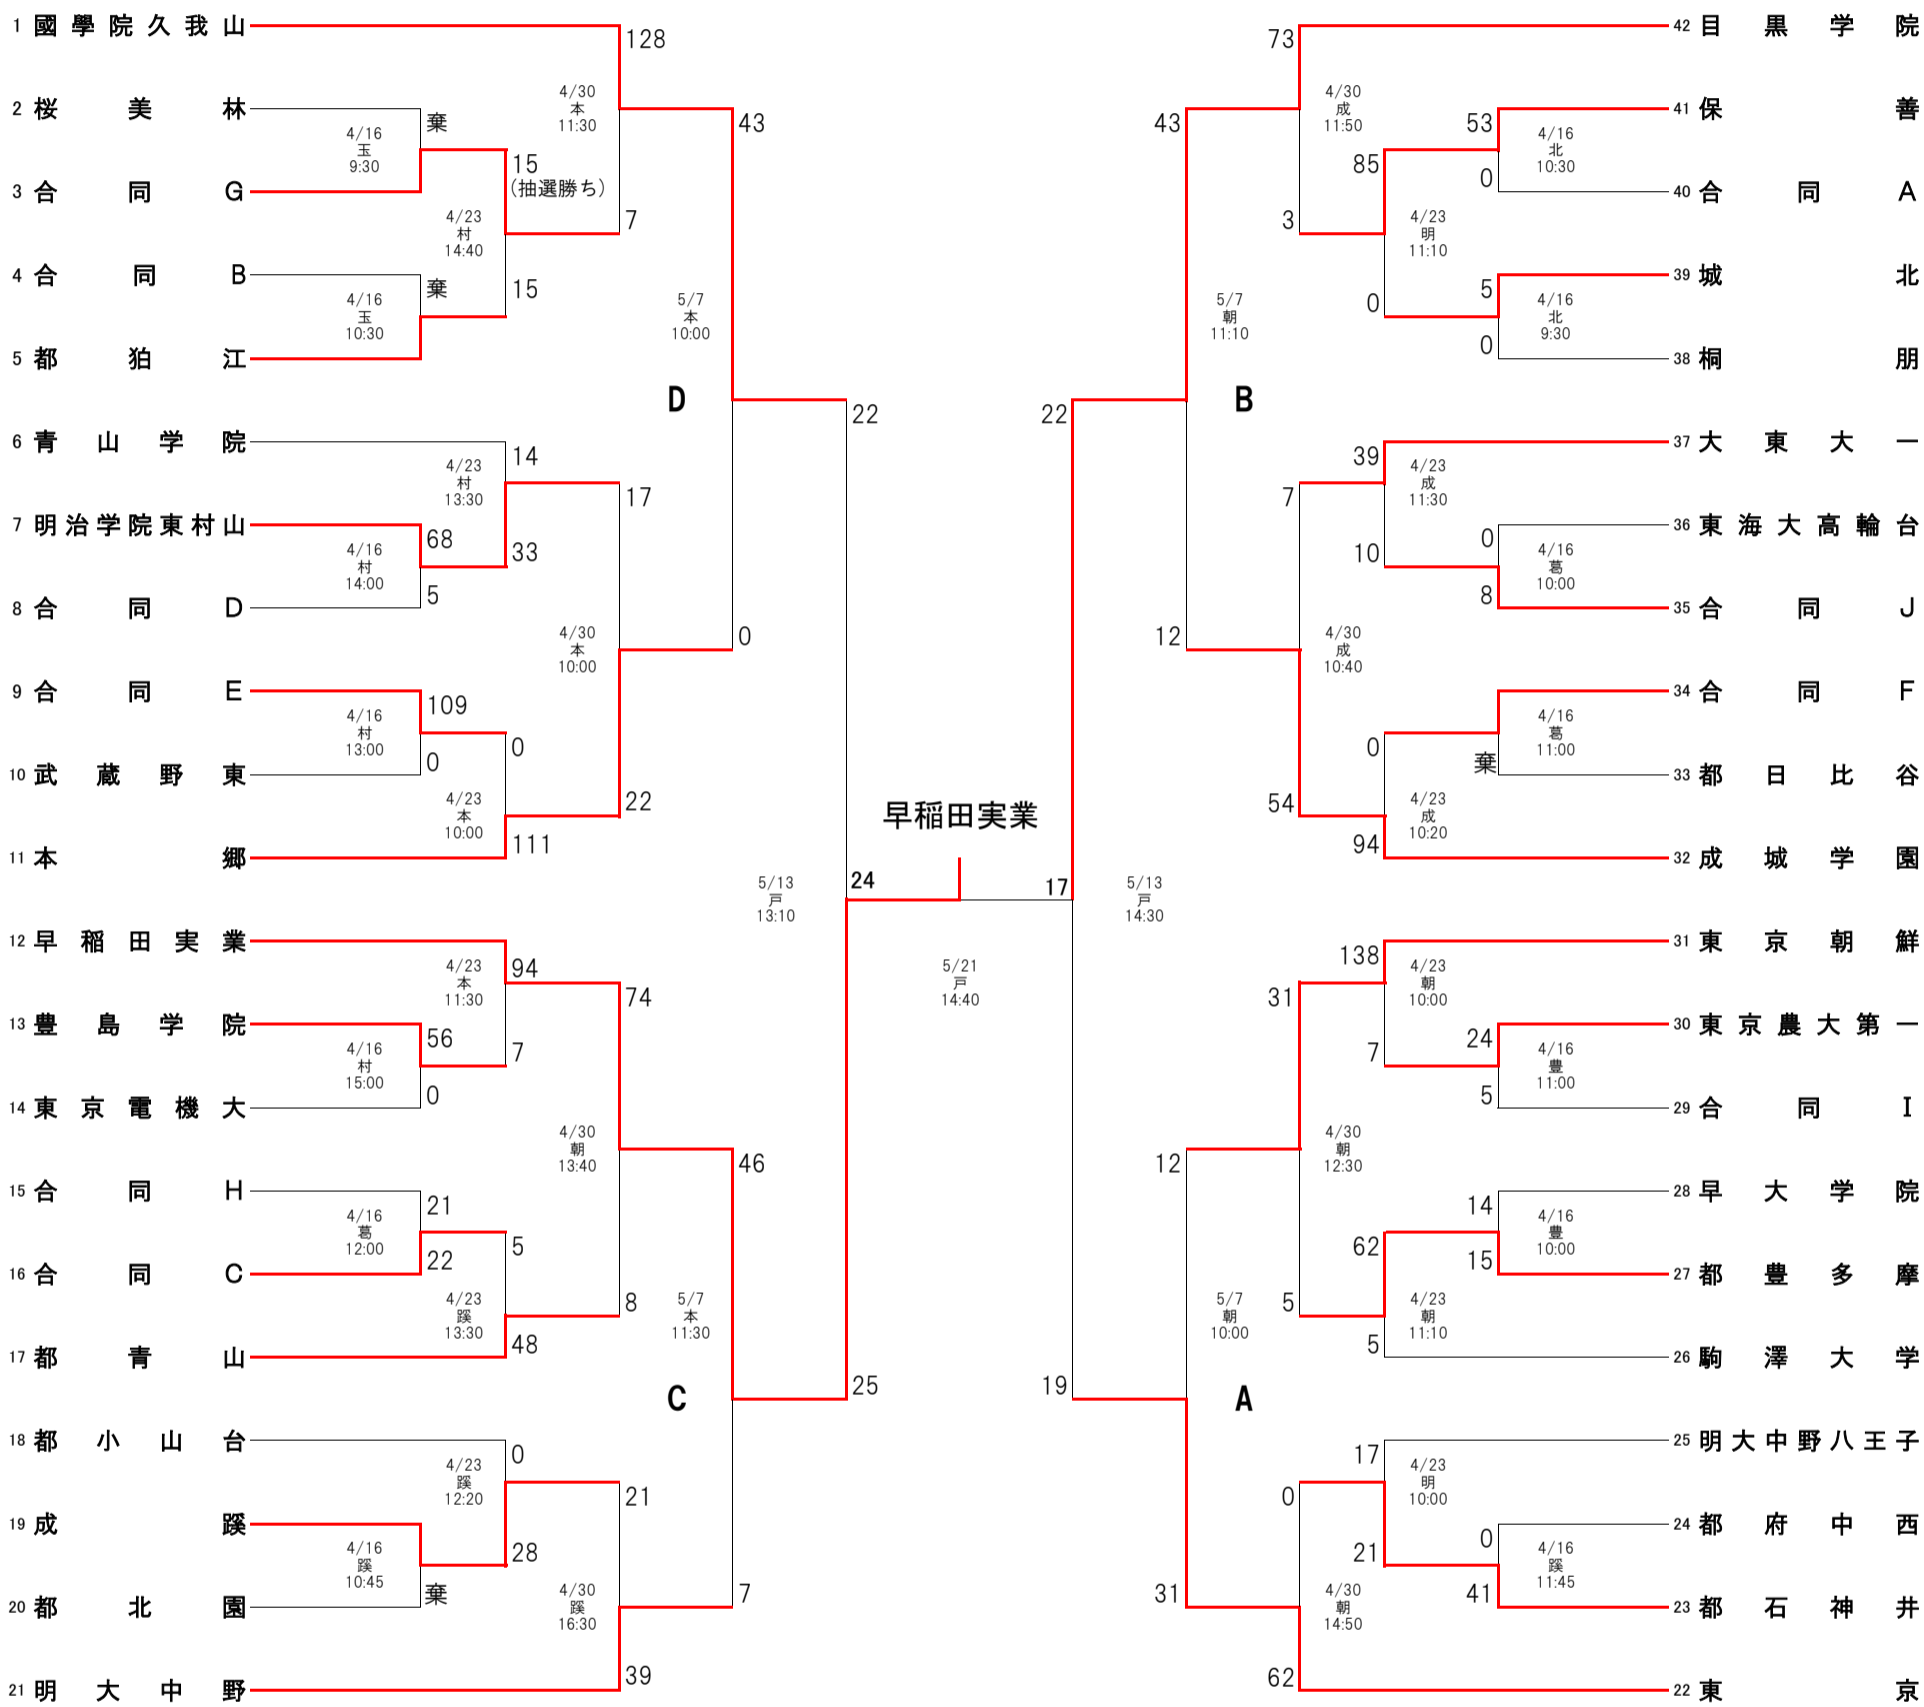 1 國學院久我山
128
4/30
本
11:30
2 桜美林
棄
43
4/16
玉
9:30
15
(抽選勝ち)
3 合同G
7
4/23
村
14:40
4 合同B
棄
15
4/16
玉
10:30
5/7
本
10:00
5 都狛江
D
22
6 青山学院
14
4/23
村
13:30
17
7 明治学院東村山
68
33
4/16
村
14:00
5
8 合同D
4/30
本
10:00
0
9 合同E
109
4/16
村
13:00
0
0
10 武蔵野東
4/23
本
10:00
22
111
11 本郷
5/13
戸
13:10
24
12 早稲田実業
94
4/23
本
11:30
74
13 豊島学院
56
7
4/16
村
15:00
0
14 東京電機大
4/30
朝
13:40
46
15 合同H
21
4/16
葛
12:00
5
22
16 合同C
4/23
蹊
13:30
8
5/7
本
11:30
48
17 都青山
C
25
18 都小山台
0
4/23
蹊
12:20
21
19 成蹊
28
4/16
蹊
10:45
棄
20 都北園
4/30
蹊
16:30
7
39
21 明大中野
早稲田実業
5/21
戸
14:40
73
42 目黒学院
4/30
成
11:50
43
53
41 保善
4/16
北
10:30
85
0
40 合同A
3
4/23
明
11:10
39 城北
5
0
4/16
北
9:30
5/7
朝
11:10
0
38 桐朋
B
22
37 大東大一
39
4/23
成
11:30
7
36 東海大高輪台
0
10
4/16
葛
10:00
8
35 合同J
12
4/30
成
10:40
34 合同F
4/16
葛
11:00
0
棄
33 都日比谷
54
4/23
成
10:20
94
32 成城学園
17
5/13
戸
14:30
31 東京朝鮮
138
4/23
朝
10:00
31
30 東京農大第一
24
7
4/16
豊
11:00
5
29 合同I
12
4/30
朝
12:30
28 早大学院
14
4/16
豊
10:00
62
15
27 都豊多摩
5
4/23
朝
11:10
5/7
朝
10:00
5
26 駒澤大学
19
A
25 明大中野八王子
17
4/23
明
10:00
0
24 都府中西
0
21
4/16
蹊
11:45
41
23 都石神井
31
4/30
朝
14:50
62
22 東京